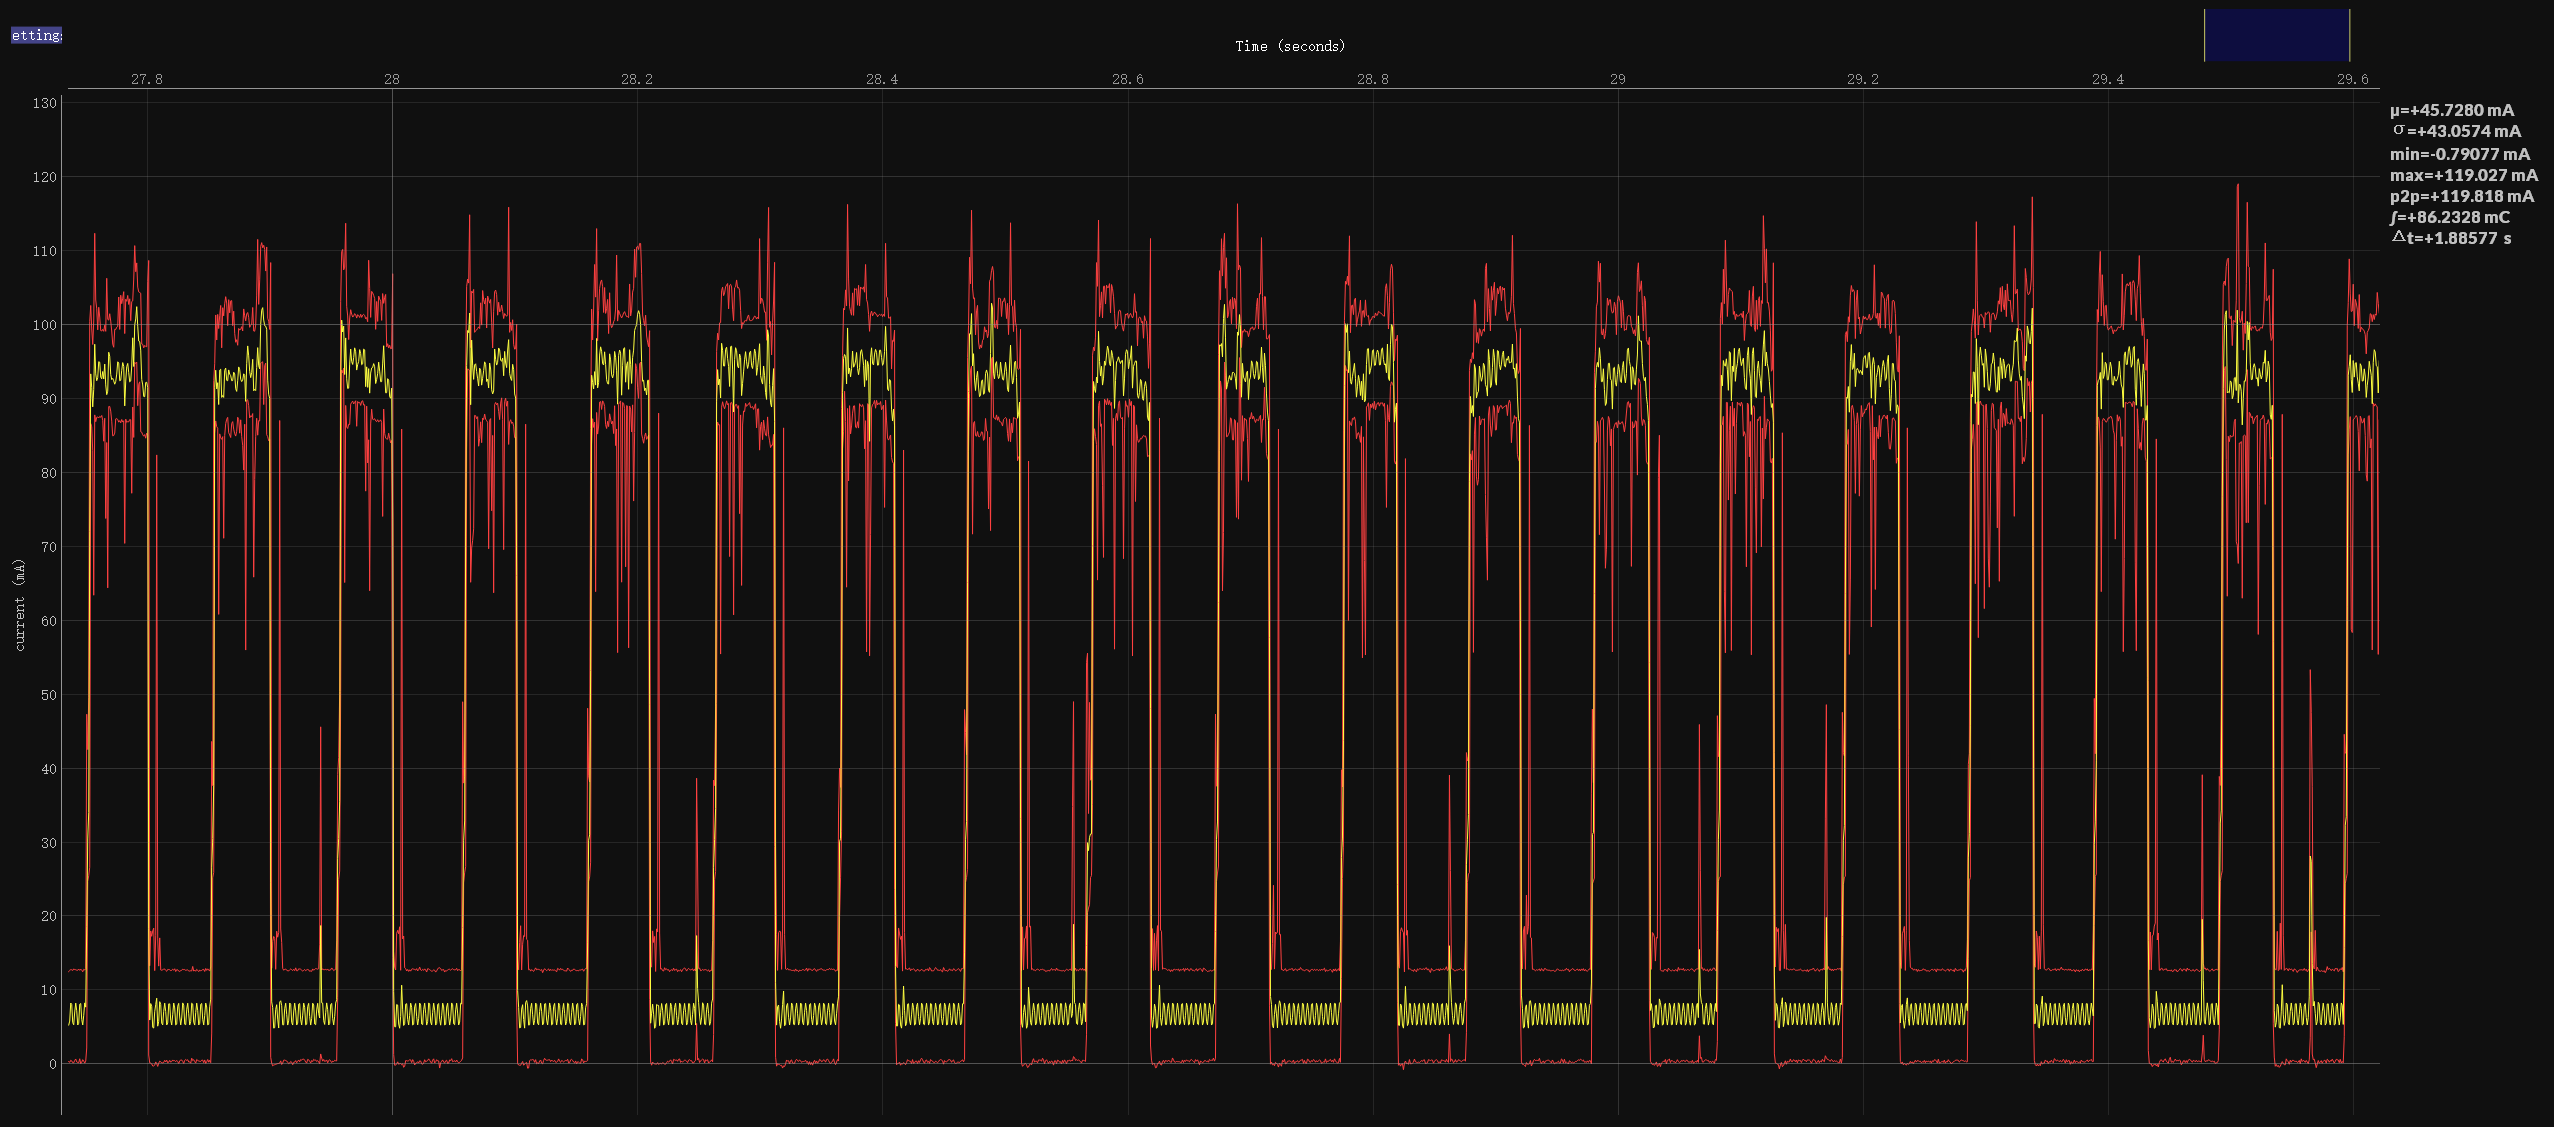 etting:
Time (seconds)
27.8 28 28.2 28.4 28.6 28.8 29 29.2 29.4 29.6
130
120
110
100
90
80
70
60
50
40
30
20
10
0
current (mA)
μ=+45.7280 mA
σ=+43.0574 mA
min=-0.79077 mA
max=+119.027 mA
p2p=+119.818 mA
∫=+86.2328 mC
Δt=+1.88577 s